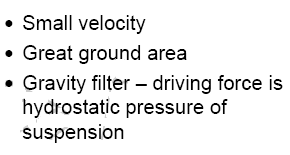 • Small velocity
• Great ground area
• Gravity filter – driving force is
hydrostatic pressure of
suspension